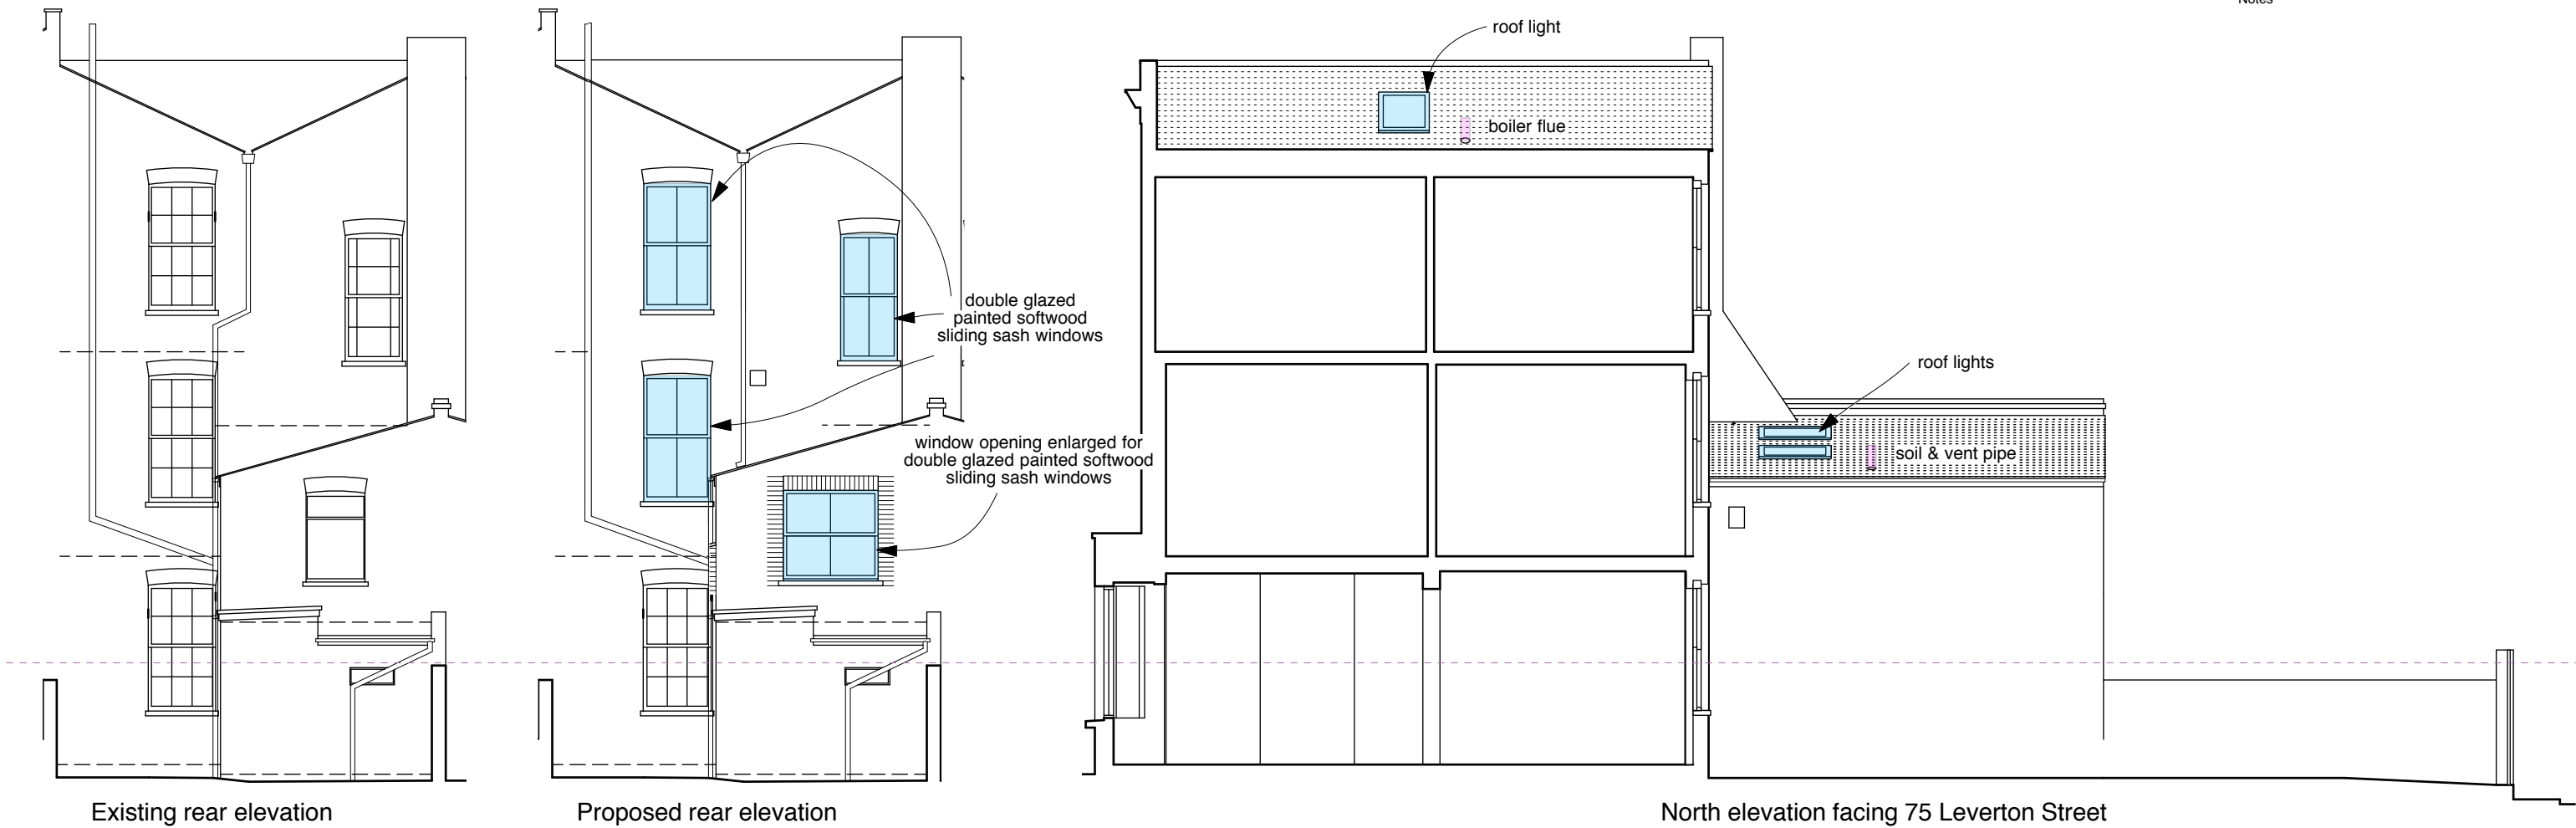 Notes
roof light
boiler flue
double glazed
painted softwood
sliding sash windows
roof lights
window opening enlarged for
double glazed painted softwood
sliding sash windows
soil & vent pipe
Existing rear elevation
Proposed rear elevation
North elevation facing 75 Leverton Street